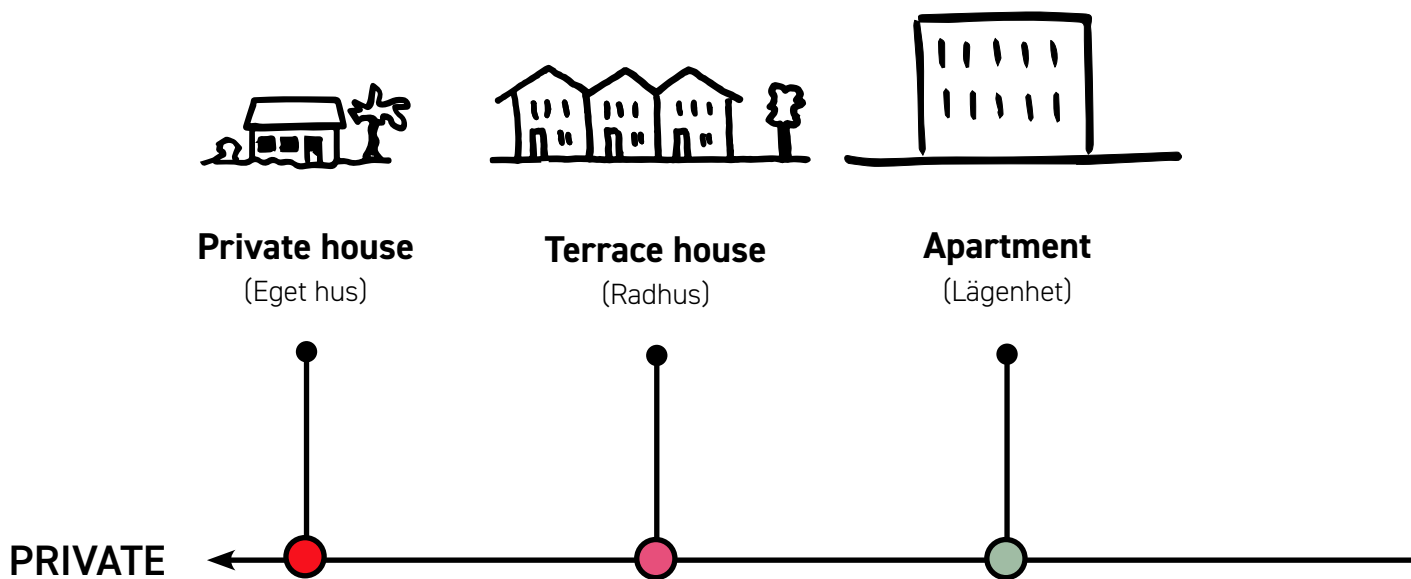 Private house
(Eget hus)
Terrace house
(Radhus)
Apartment
(Lägenhet)
PRIVATE